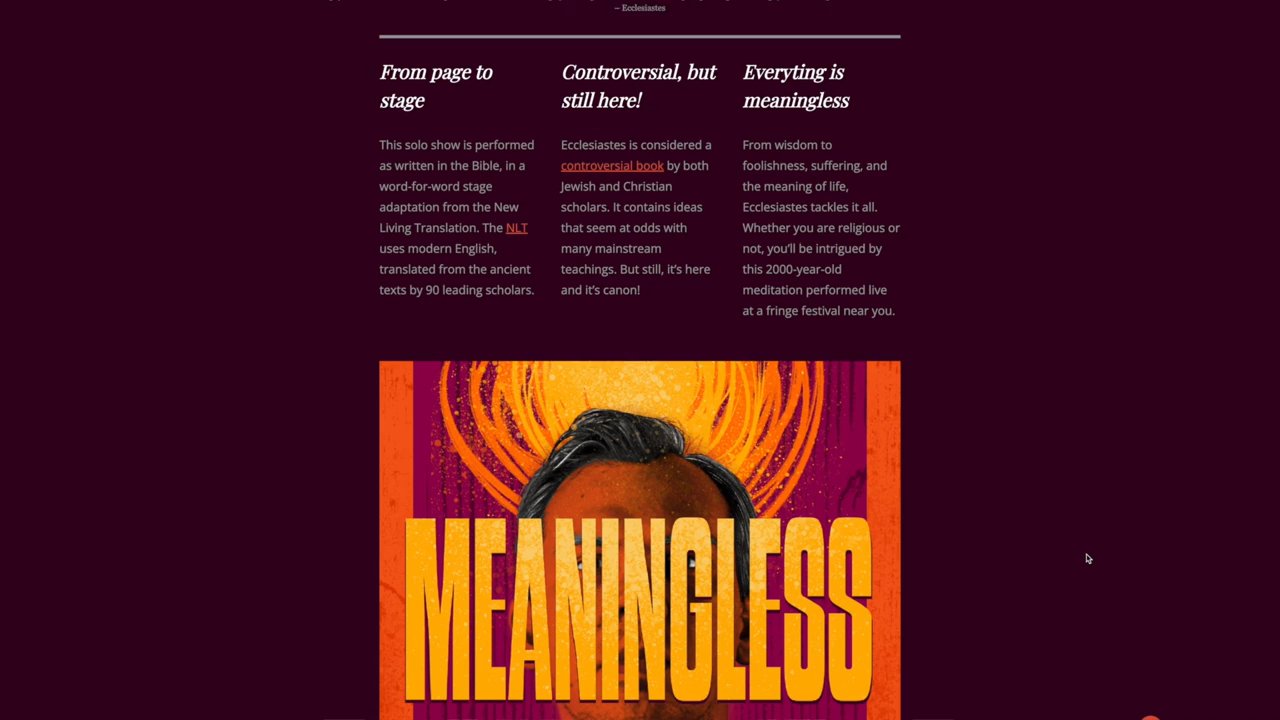 – Ecclesiastes
From page to
stage
This solo show is performed
as written in the Bible, in a
word-for-word stage
adaptation from the New
Living Translation. The NLT
uses modern English,
translated from the ancient
texts by 90 leading scholars.
Controversial, but
still here!
Ecclesiastes is considered a
controversial book by both
Jewish and Christian
scholars. It contains ideas
that seem at odds with
many mainstream
teachings. But still, it's here
and it's canon!
Everyting is
meaningless
From wisdom to
foolishness, suffering, and
the meaning of life,
Ecclesiastes tackles it all.
Whether you are religious or
not, you'll be intrigued by
this 2000-year-old
meditation performed live
at a fringe festival near you.
MEANINGLESS